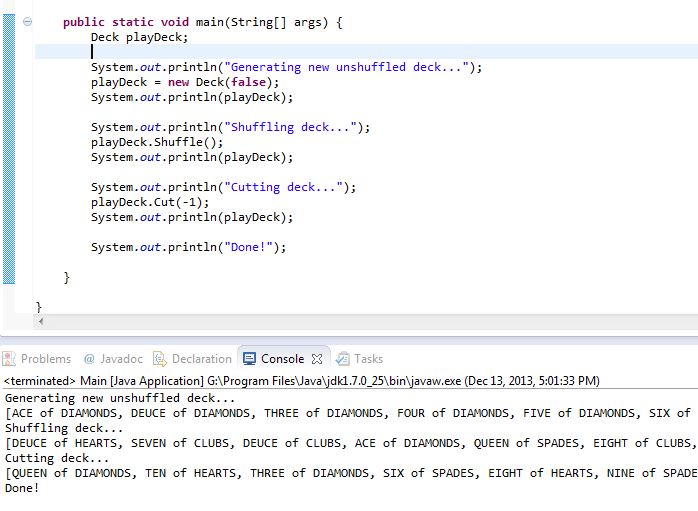 public static void main(String[] args) {
Deck playDeck;
System.out.println("Generating new unshuffled deck...");
playDeck = new Deck(false);
System.out.println(playDeck);
System.out.println("Shuffling deck...");
playDeck.Shuffle();
System.out.println(playDeck);
System.out.println("Cutting deck...");
playDeck.Cut(-1);
System.out.println(playDeck);
System.out.println("Done!");
}
}
Problems @ Javadoc Declaration Console Tasks
<terminated> Main [Java Application] G:\Program Files\Java\jdk1.7.0_25\bin\javaw.exe (Dec 13, 2013, 5:01:33 PM)
Generating new unshuffled deck...
[ACE of DIAMONDS, DEUCE of DIAMONDS, THREE of DIAMONDS, FOUR of DIAMONDS, FIVE of DIAMONDS, SIX of
Shuffling deck...
[DEUCE of HEARTS, SEVEN of CLUBS, DEUCE of CLUBS, ACE of DIAMONDS, QUEEN of SPADES, EIGHT of CLUBS,
Cutting deck...
[QUEEN of DIAMONDS, TEN of HEARTS, THREE of DIAMONDS, SIX of SPADES, EIGHT of HEARTS, NINE of SPADE
Done!